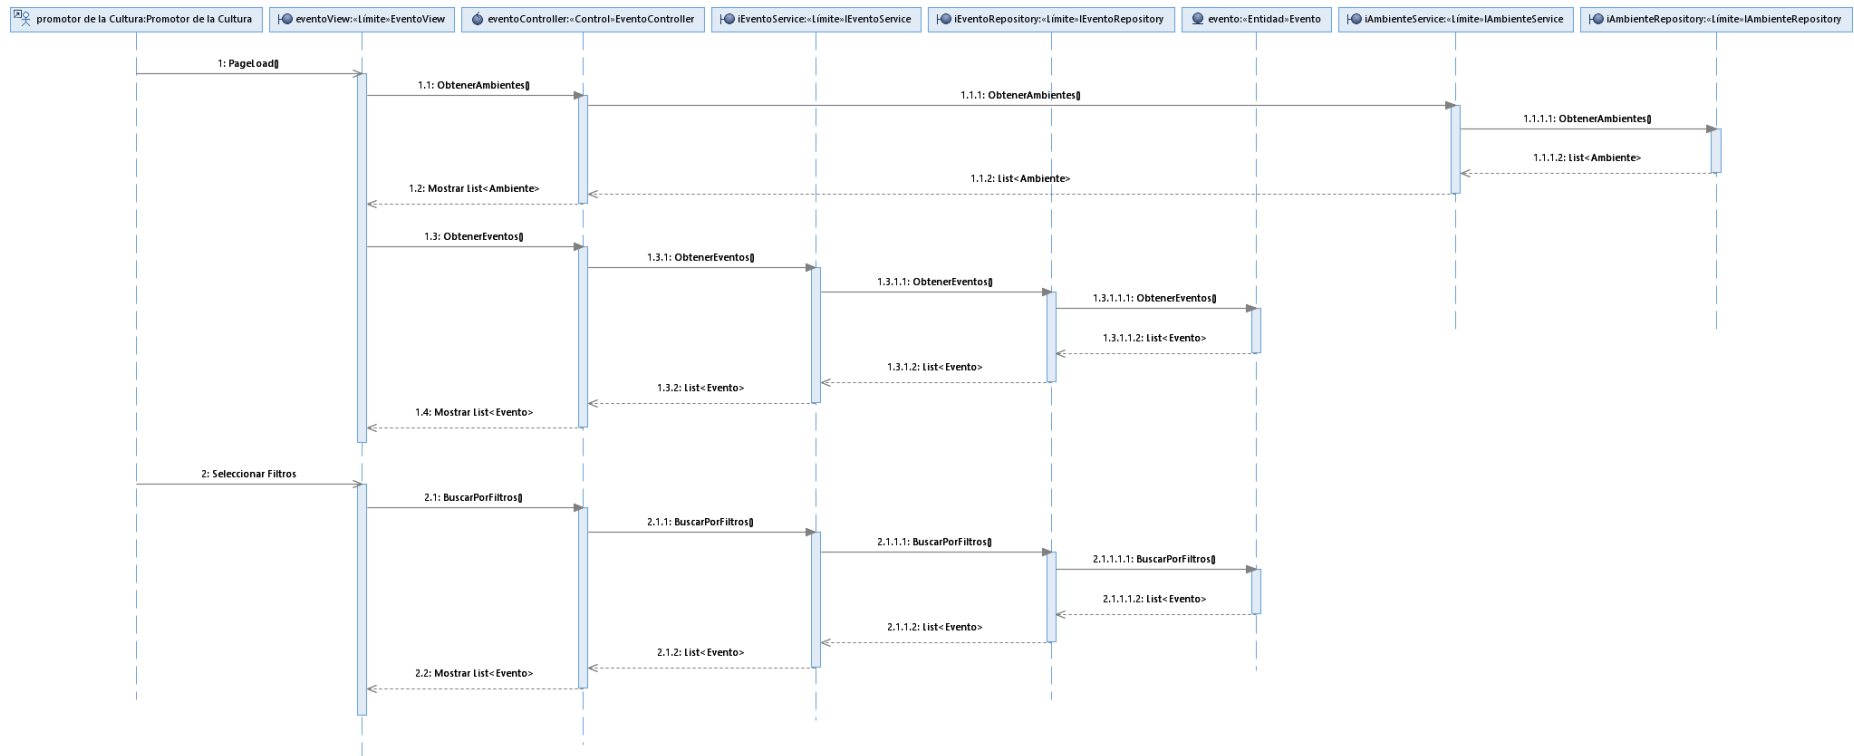 promotor de la Cultura:Promotor de la Cultura
eventoView:«Límite»EventoView
eventoController:«Control»EventoController
iEventoService:«Límite»IEventoService
iEventoRepository:«Límite»IEventoRepository
evento:«Entidad»Evento
iAmbienteService:«Límite»IAmbienteService
iAmbienteRepository:«Límite»IAmbienteRepository
1: PageLoad()
1.1: ObtenerAmbientes()
1.1.1: ObtenerAmbientes()
1.1.1.1: ObtenerAmbientes()
1.1.1.2: List<Ambiente>
1.1.2: List<Ambiente>
1.2: Mostrar List<Ambiente>
1.3: ObtenerEventos()
1.3.1: ObtenerEventos()
1.3.1.1: ObtenerEventos()
1.3.1.1.1: ObtenerEventos()
1.3.1.1.2: List<Evento>
1.3.1.2: List<Evento>
1.3.2: List<Evento>
1.4: Mostrar List<Evento>
2: Seleccionar Filtros
2.1: BuscarPorFiltros()
2.1.1: BuscarPorFiltros()
2.1.1.1: BuscarPorFiltros()
2.1.1.1.1: BuscarPorFiltros()
2.1.1.1.2: List<Evento>
2.1.1.2: List<Evento>
2.1.2: List<Evento>
2.2: Mostrar List<Evento>